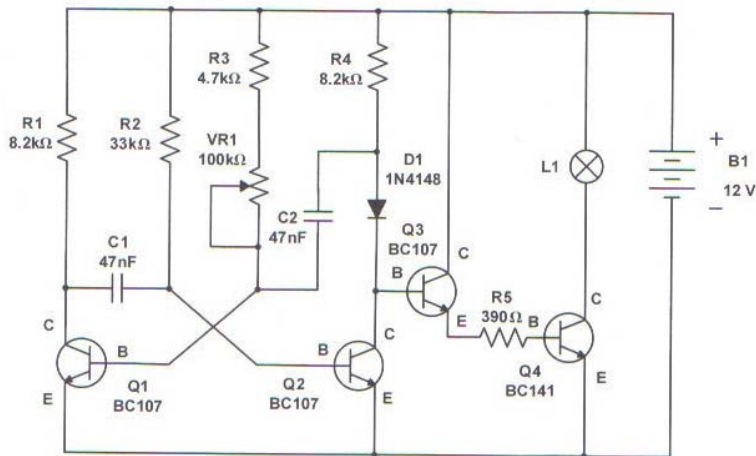 R3
4.7kΩ
R4
8.2kΩ
R1
8.2kΩ
R2
33kΩ
VR1
100kΩ
D1
1N4148
L1
+
B1
12 V
−
C2
47nF
Q3
BC107
C1
47nF
B
C
R5
390Ω
E
B
C
C
B
Q1
BC107
E
Q2
BC107
B
C
E
Q4
BC141
E